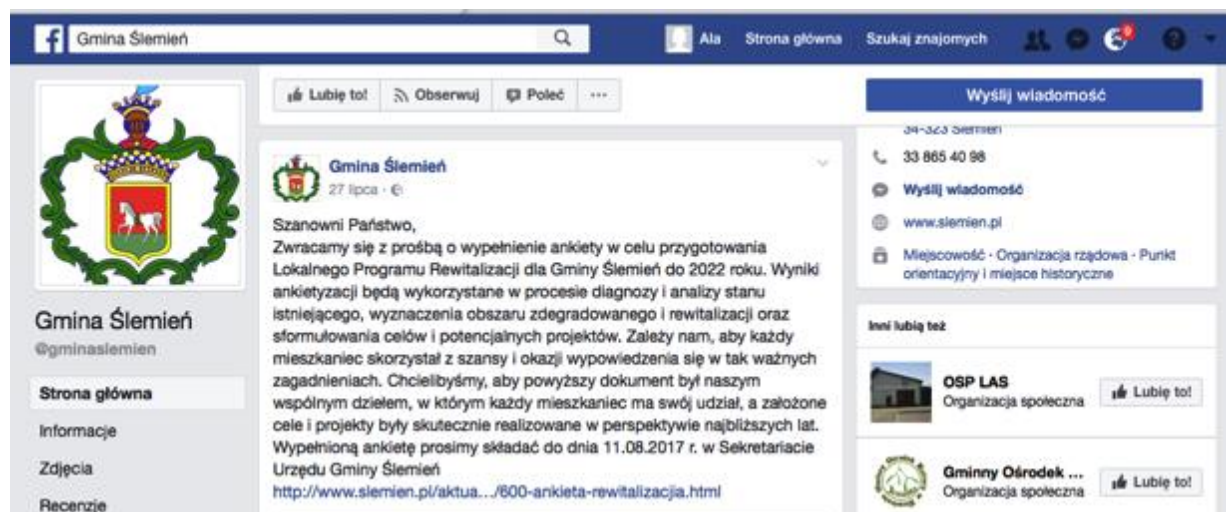 Gmina Ślemień
Ala
Strona główna
Szukaj znajomych
Lubię to!
Obserwuj
Poleć
Wyślij wiadomość
Gmina Ślemień
@gminaslemien
Strona główna
Informacje
Zdjęcia
Recenzje
Gmina Ślemień
27 lipca
Szanowni Państwo,
Zwracamy się z prośbą o wypełnienie ankiety w celu przygotowania
Lokalnego Programu Rewitalizacji dla Gminy Ślemień do 2022 roku. Wyniki
ankietyzacji będą wykorzystane w procesie diagnozy i analizy stanu
istniejącego, wyznaczenia obszaru zdegradowanego i rewitalizacji oraz
sformułowania celów i potencjalnych projektów. Zależy nam, aby każdy
mieszkaniec skorzystał z szansy i okazji wypowiedzenia się w tak ważnych
zagadnieniach. Chcielibyśmy, aby powyższy dokument był naszym
wspólnym dziełem, w którym każdy mieszkaniec ma swój udział, a założone
cele i projekty były skutecznie realizowane w perspektywie najbliższych lat.
Wypełnioną ankietę prosimy składać do dnia 11.08.2017 r. w Sekretariacie
Urzędu Gminy Ślemień
http://www.slemien.pl/aktua.../600-ankieta-rewitalizacjia.html
34-323 Ślemień
33 865 40 98
Wyślij wiadomość
www.slemien.pl
Miejscowość · Organizacja rządowa · Punkt
orientacyjny i miejsce historyczne
Inni lubią też
OSP LAS
Organizacja społeczna
Lubię to!
Gminny Ośrodek ...
Organizacja społeczna
Lubię to!